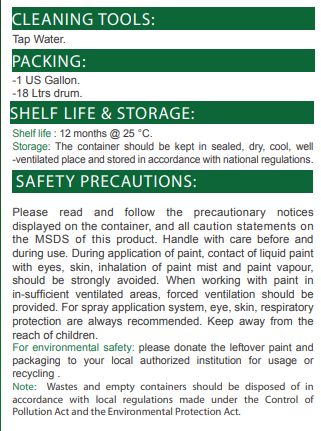 CLEANING TOOLS:
Tap Water.
PACKING:
-1 US Gallon.
-18 Ltrs drum.
SHELF LIFE & STORAGE:
Shelf life : 12 months @ 25 °C.
Storage: The container should be kept in sealed, dry, cool, well
-ventilated place and stored in accordance with national regulations.
SAFETY PRECAUTIONS:
Please read and follow the precautionary notices
displayed on the container, and all caution statements on
the MSDS of this product. Handle with care before and
during use. During application of paint, contact of liquid paint
with eyes, skin, inhalation of paint mist and paint vapour,
should be strongly avoided. When working with paint in
in-sufficient ventilated areas, forced ventilation should be
provided. For spray application system, eye, skin, respiratory
protection are always recommended. Keep away from the
reach of children.
For environmental safety: please donate the leftover paint and
packaging to your local authorized institution for usage or
recycling .
Note: Wastes and empty containers should be disposed of in
accordance with local regulations made under the Control of
Pollution Act and the Environmental Protection Act.